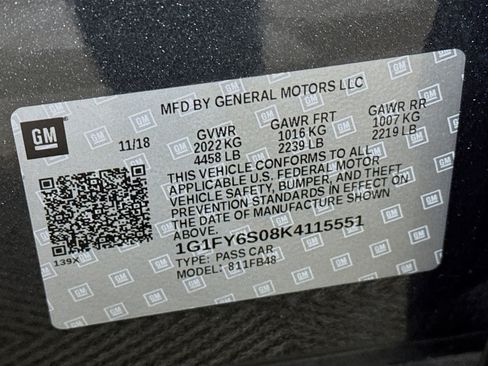 MFD BY GENERAL MOTORS LLC
GM
11/18
GVWR GAWR FRT GAWR RR
2022 KG 1016 KG 1007 KG
4458 LB 2239 LB 2219 LB
THIS VEHICLE CONFORMS TO ALL
APPLICABLE U.S. FEDERAL MOTOR
VEHICLE SAFETY, BUMPER, AND THEFT
PREVENTION STANDARDS IN EFFECT
ON THE DATE OF MANUFACTURE SHOWN
ABOVE.
139X
1G1FY6S08K4115551
TYPE: PASS CAR
MODEL: 811FB48